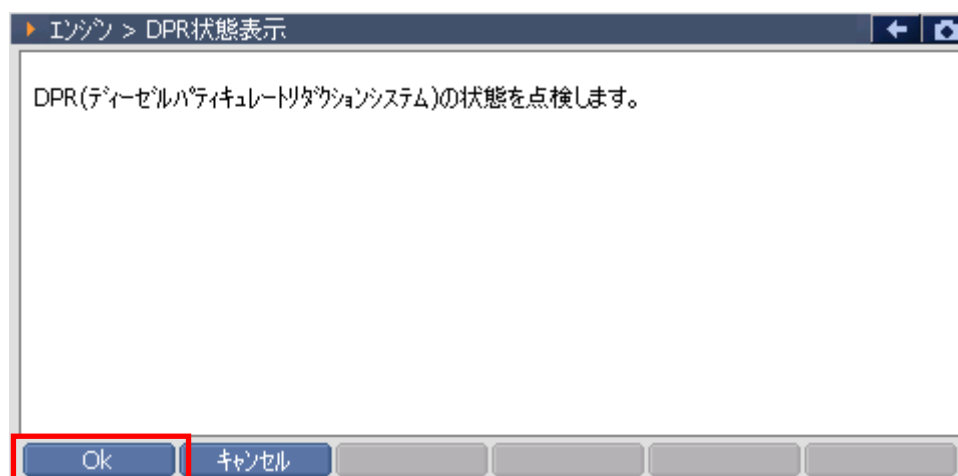 エンジン > DPR状態表示
DPR(ディーゼルパティキュレートリダクションシステム)の状態を点検します。
Ok
キャンセル